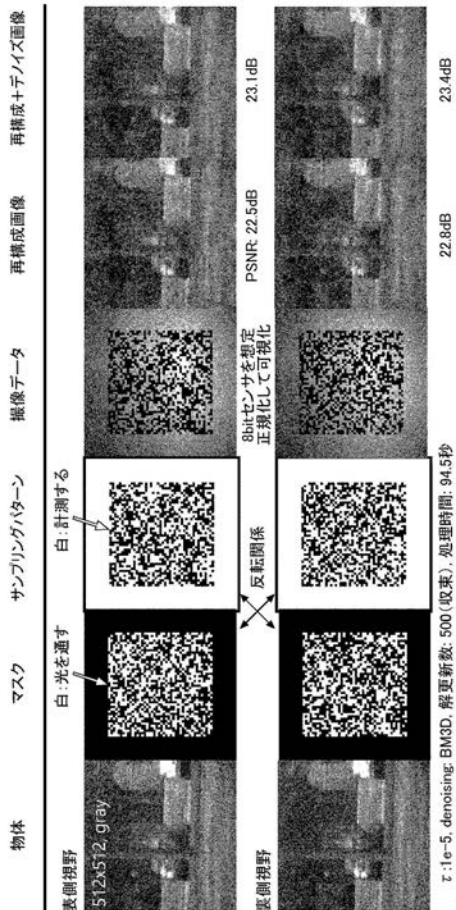 物体
マスク
サンプリングパターン
撮像データ
再構成画像
再構成+デノイズ画像
表側視野
512x512, gray
白:光を通す
白:計測する
PSNR: 22.5dB
23.1dB
反転関係
8bitセンサを想定
正規化して可視化
裏側視野
22.8dB
23.4dB
τ:1e-5, denoising: BM3D, 解更新数: 500(収束), 処理時間: 94.5秒